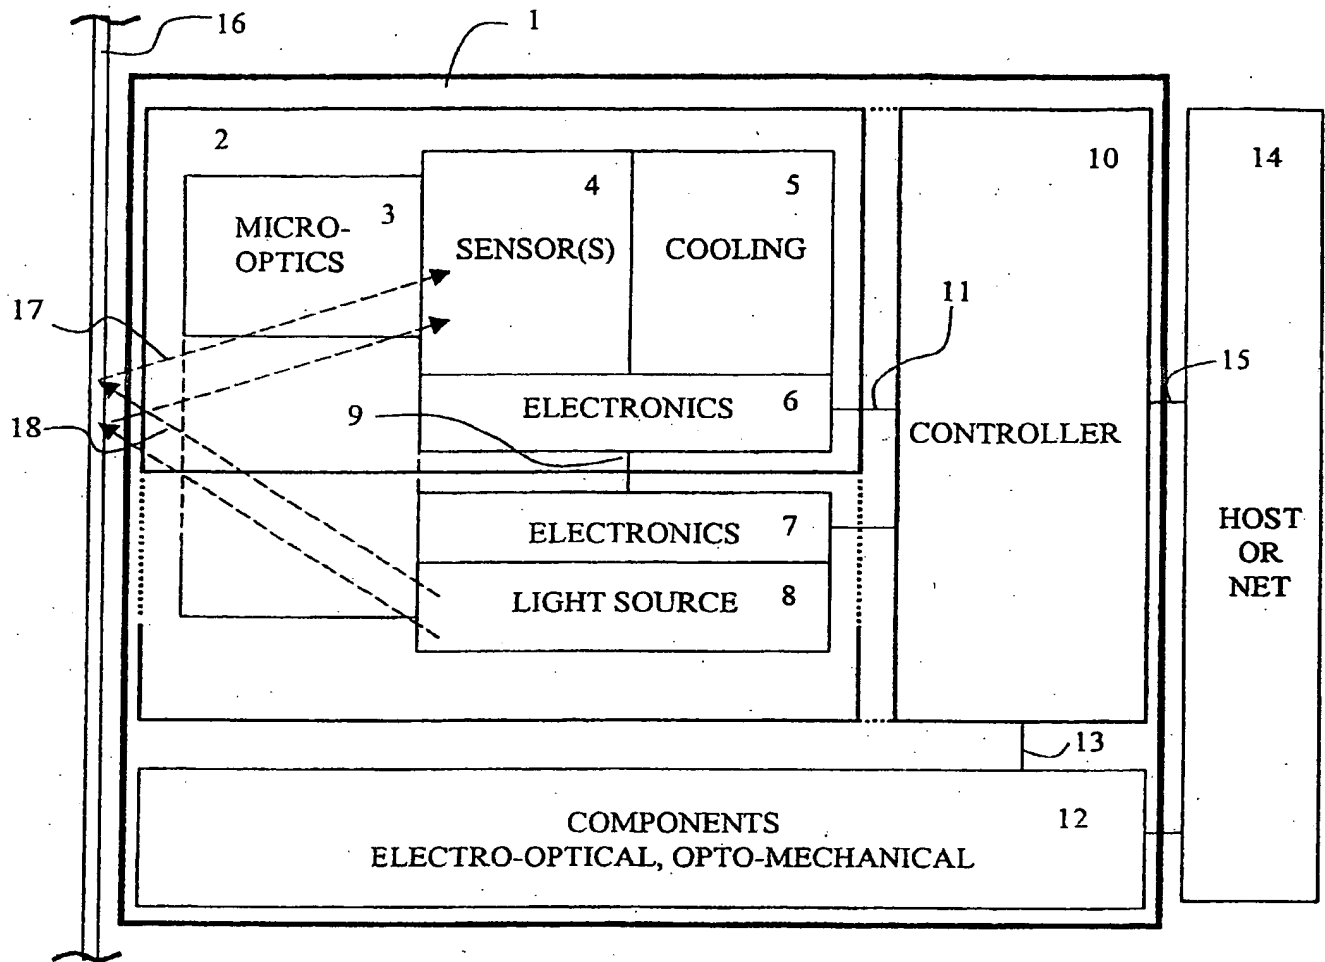 16
1
2
3
MICRO-
OPTICS
4
SENSOR(S)
5
COOLING
10
14
17
11
15
ELECTRONICS 6
CONTROLLER
18
9
ELECTRONICS 7
HOST
OR
NET
LIGHT SOURCE 8
13
COMPONENTS
ELECTRO-OPTICAL, OPTO-MECHANICAL
12